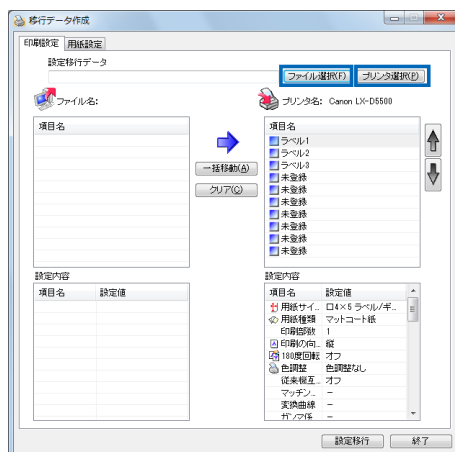 移行データ作成
印刷設定 用紙設定
設定移行データ
ファイル選択(F) プリンタ選択(P)
ファイル名: プリンタ名: Canon LX-D5500
項目名 項目名
ラベル1
ラベル2
ラベル3
未登録
未登録
未登録
未登録
未登録
未登録
未登録
一括移動(A)
クリア(C)
設定内容 設定内容
項目名 設定値 項目名 設定値
用紙サイ... ロ4×5 ラベル/ギ...
用紙種類 マットコート紙
印刷部数 1
印刷の向... 縦
180度回転 オフ
色調整 色調整なし
従来機互... オフ
マッチン... －
変換曲線 －
ガンマ係 －
設定移行 終了